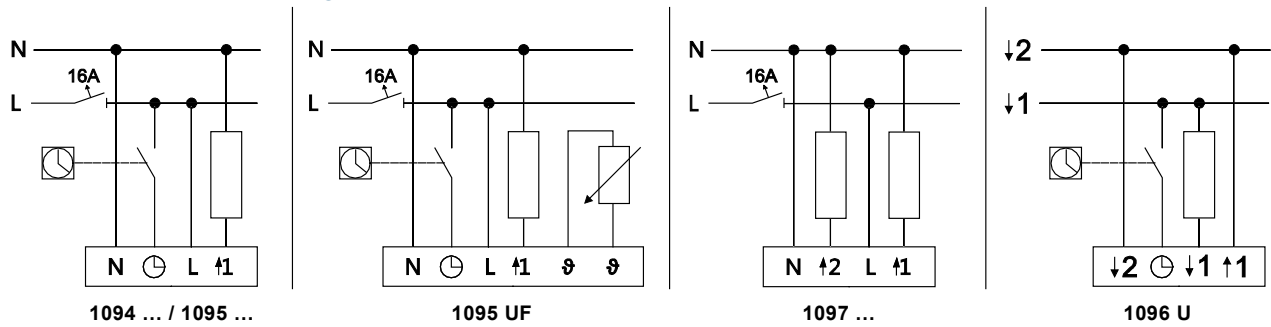 N N N ↓2
16A 16A 16A
L L L ↓1
N L ↑1 N L ↑1 ϑ ϑ N ↑2 L ↑1 ↓2 ↓1 ↑1
1094 ... / 1095 ... 1095 UF 1097 ... 1096 U